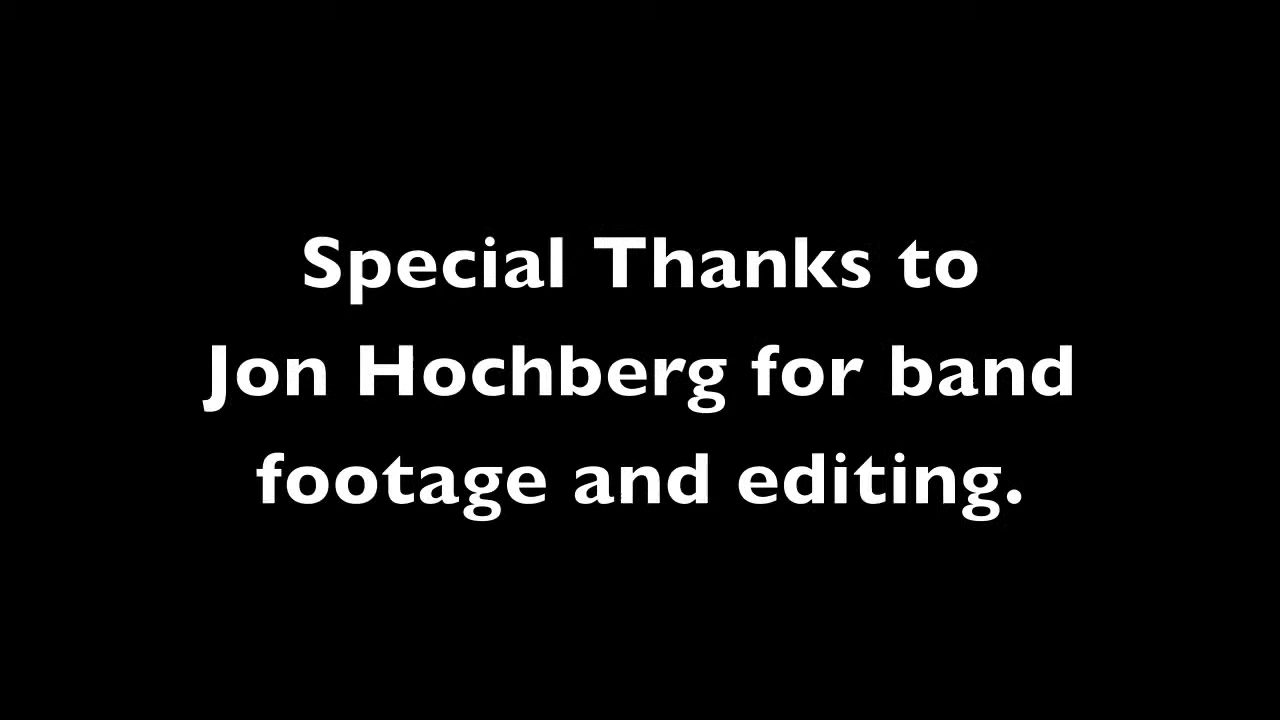 Special Thanks to
Jon Hochberg for band
footage and editing.